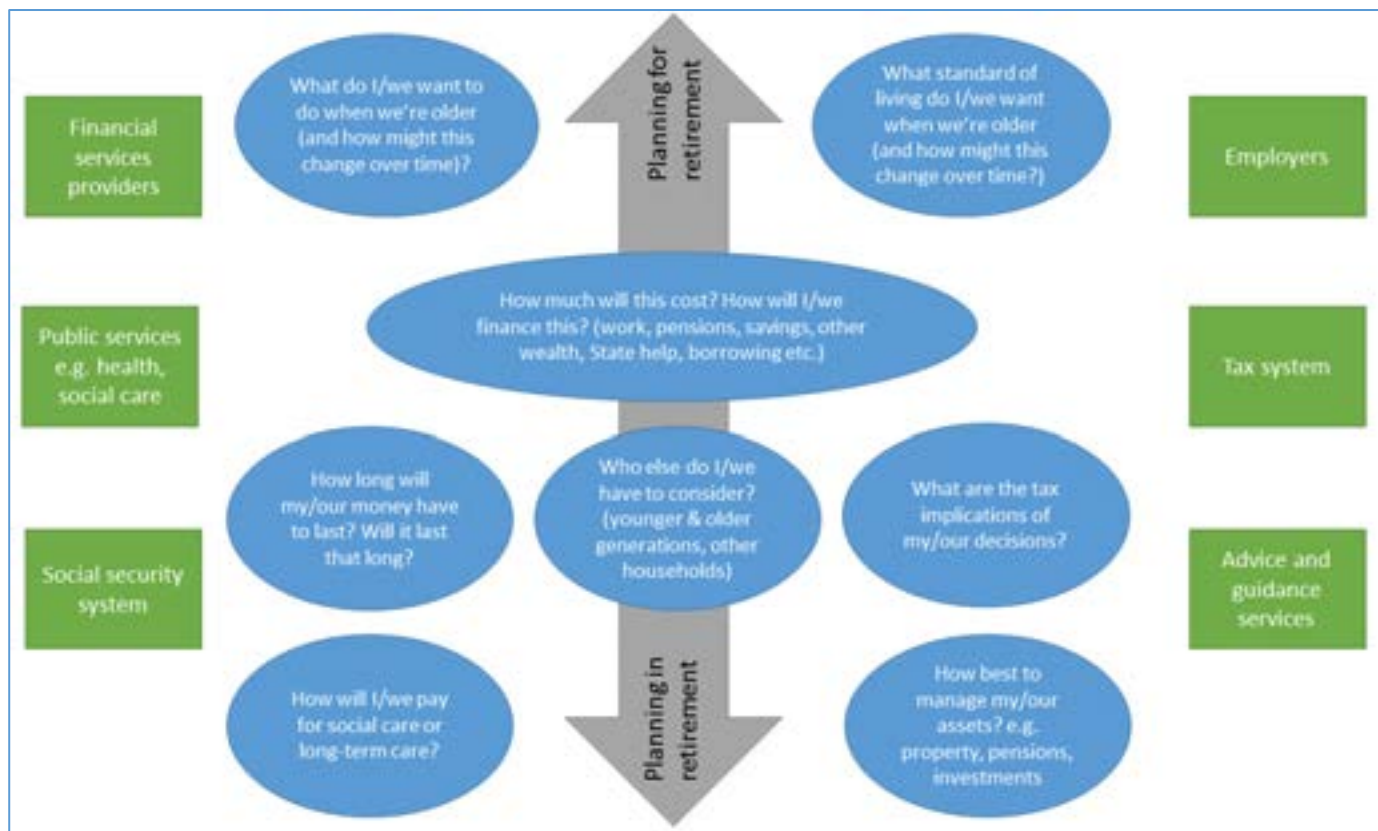 What do I/we want to
do when we're older
(and how might this
change over time)?
Planning for
retirement
What standard of
living do I/we want
when we're older
(and how might this
change over time?)
Financial
services
providers
Employers
How much will this cost? How will I/we
finance this? (work, pensions, savings, other
wealth, State help, borrowing etc.)
Public services
e.g. health,
social care
Tax system
How long will
my/our money have
to last? Will it last
that long?
Who else do I/we
have to consider?
(younger & older
generations, other
households)
What are the tax
implications of
my/our decisions?
Social security
system
Advice and
guidance
services
How will I/we pay
for social care or
long-term care?
Planning in
retirement
How best to
manage my/our
assets? e.g.
property, pensions,
investments